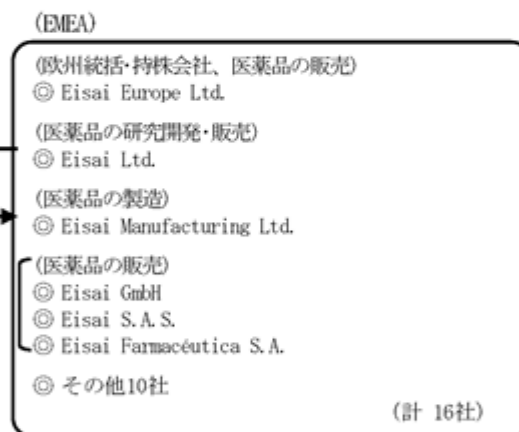 (EMEA)
(欧州統括・持株会社、医薬品の販売)
◎ Eisai Europe Ltd.
(医薬品の研究開発・販売)
◎ Eisai Ltd.
(医薬品の製造)
◎ Eisai Manufacturing Ltd.
(医薬品の販売)
◎ Eisai GmbH
◎ Eisai S.A.S.
◎ Eisai Farmacéutica S.A.
◎ その他10社
(計 16社)